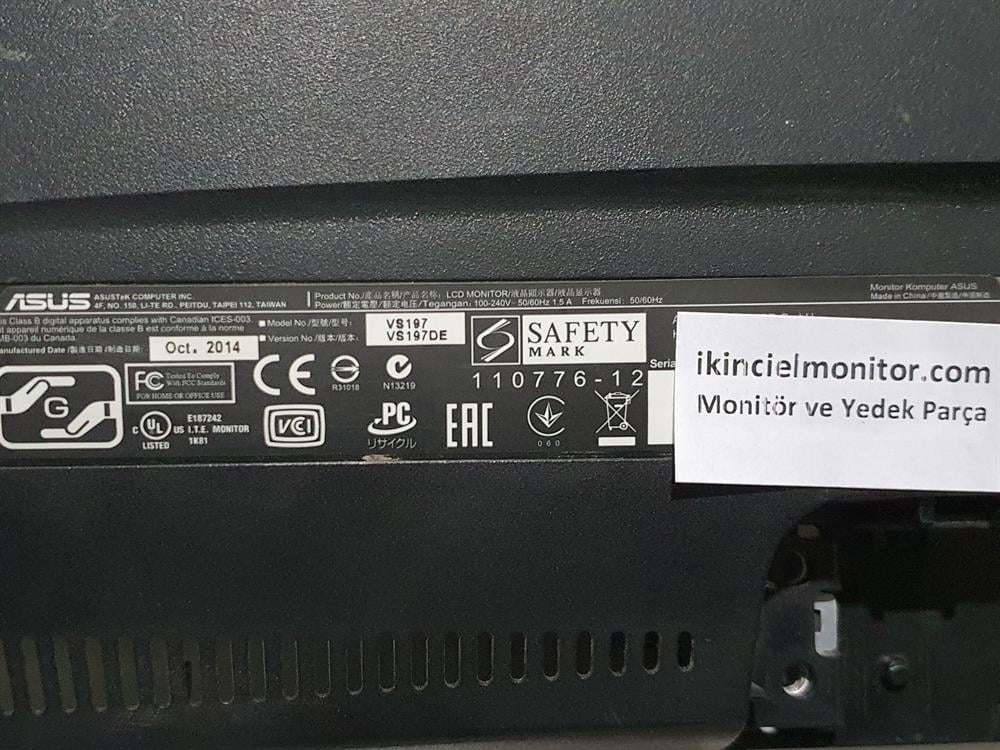 ASUS ASUSTeK COMPUTER INC.
4F, NO. 150, LI-TE RD., PEITOU, TAIPEI 112, TAIWAN
Product No./產品名稱/产品名称: LCD MONITOR/液晶顯示器/液晶显示器
Power/額定電壓/额定电压/Tegangan: 100-240V~ 50/60Hz 1.5 A Frekuensi: 50/60Hz
Monitor Komputer ASUS
Made in China/中國製造/中国制造
is Class B digital apparatus complies with Canadian ICES-003
t appareil numérique de la classe B est conforme à la norme
MB-003 du Canada.
Manufactured Date /製造日期/制造日期:
Oct. 2014
Model No./型號/型号:
VS197
Version No./版本/版本:
VS197DE
SAFETY
MARK
110776-12
Seria
G
FC Tested To Comply
With FCC Standards
FOR HOME OR OFFICE USE
CE
R31018
N13219
C UL US
LISTED
E187242
I.T.E. MONITOR
1K81
VCCI
PC
リサイクル
EAC
060
ikincielmonitor.com
Monitör ve Yedek Parça